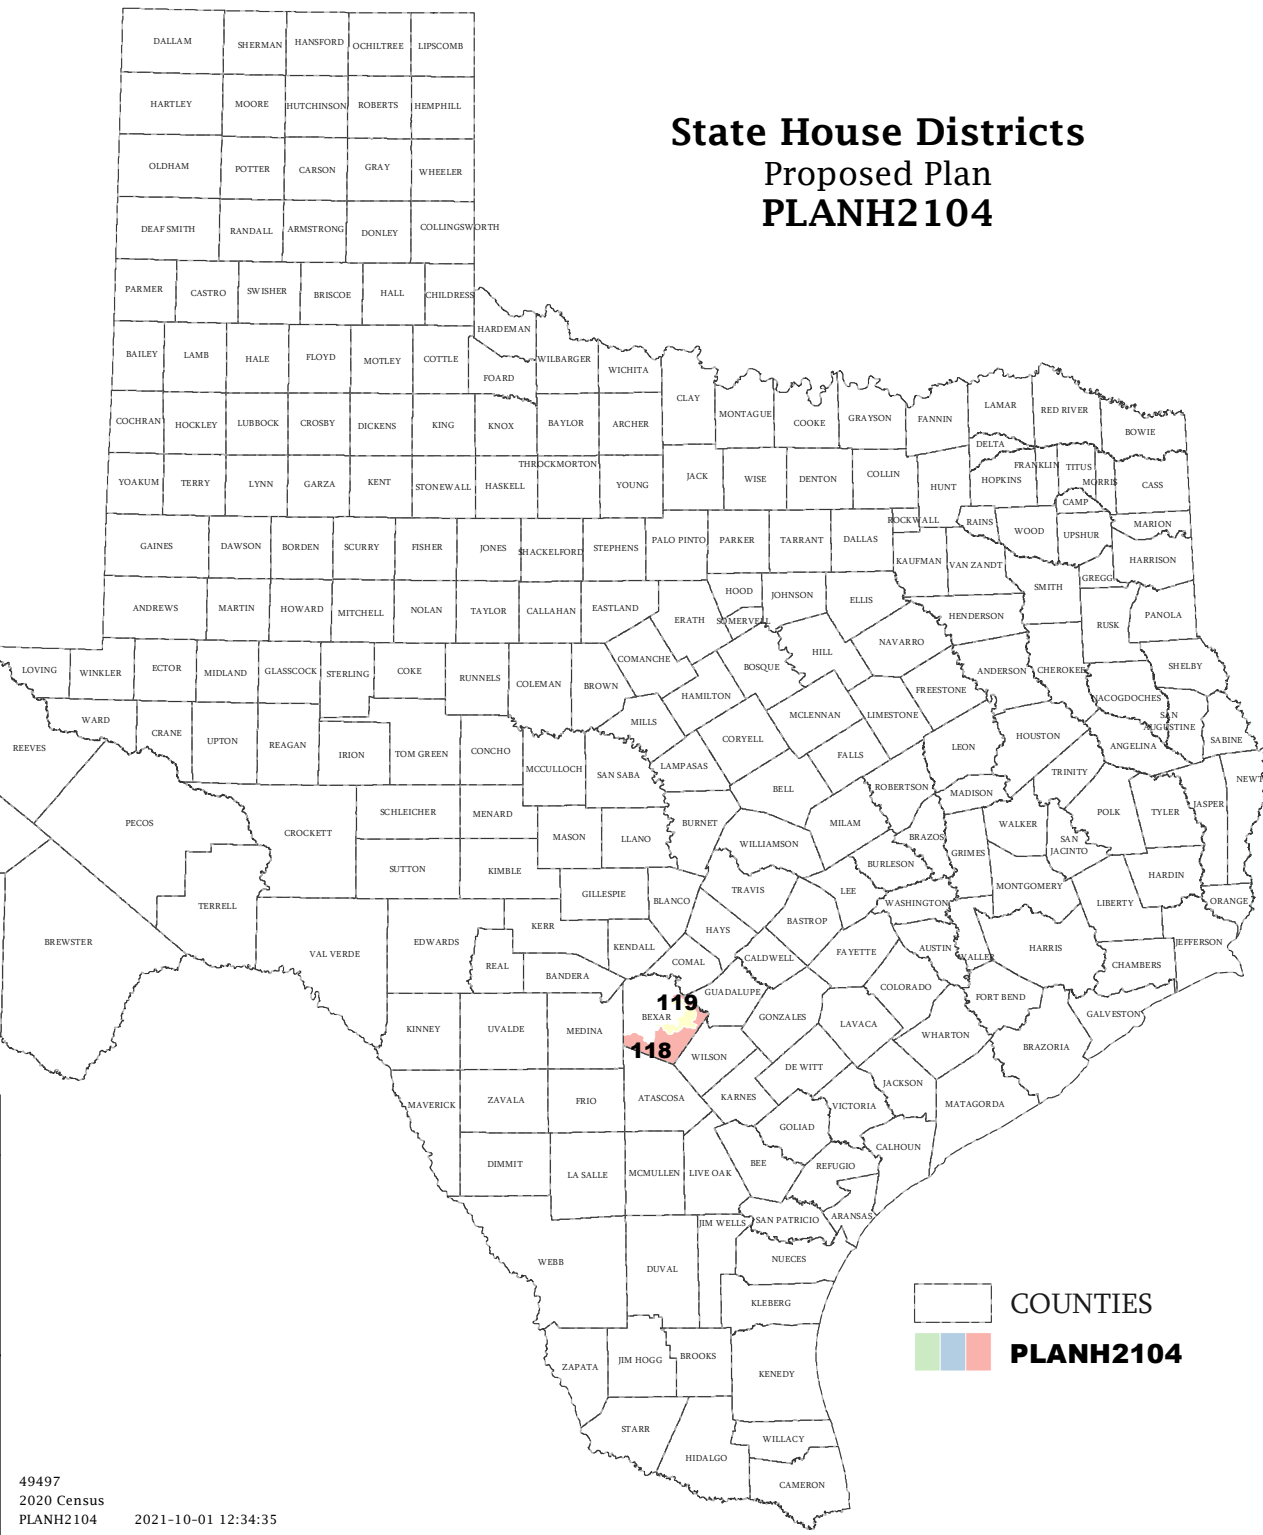 State House Districts
Proposed Plan
PLANH2104
DALLAM
SHERMAN
HANSFORD
OCHILTREE
LIPSCOMB
HARTLEY
MOORE
HUTCHINSON
ROBERTS
HEMPHILL
OLDHAM
POTTER
CARSON
GRAY
WHEELER
DEAF SMITH
RANDALL
ARMSTRONG
DONLEY
COLLINGSWORTH
PARMER
CASTRO
SWISHER
BRISCOE
HALL
CHILDRESS
HARDEMAN
BAILEY
LAMB
HALE
FLOYD
MOTLEY
COTTLE
FOARD
WILBARGER
WICHITA
CLAY
MONTAGUE
COOKE
GRAYSON
FANNIN
LAMAR
RED RIVER
BOWIE
COCHRAN
HOCKLEY
LUBBOCK
CROSBY
DICKENS
KING
KNOX
BAYLOR
ARCHER
DELTA
YOAKUM
TERRY
LYNN
GARZA
KENT
STONEWALL
HASKELL
THROCKMORTON
YOUNG
JACK
WISE
DENTON
COLLIN
HUNT
HOPKINS
FRANKLIN
TITUS
MORRIS
CASS
CAMP
GAINES
DAWSON
BORDEN
SCURRY
FISHER
JONES
SHACKELFORD
STEPHENS
PALO PINTO
PARKER
TARRANT
DALLAS
ROCKWALL
RAINS
WOOD
UPSHUR
MARION
KAUFMAN
VAN ZANDT
HARRISON
SMITH
GREGG
ANDREWS
MARTIN
HOWARD
MITCHELL
NOLAN
TAYLOR
CALLAHAN
EASTLAND
ERATH
HOOD
SOMERVELL
JOHNSON
ELLIS
HENDERSON
RUSK
PANOLA
NAVARRO
HILL
BOSQUE
COMANCHE
LOVING
WINKLER
ECTOR
MIDLAND
GLASSCOCK
STERLING
COKE
RUNNELS
COLEMAN
BROWN
HAMILTON
ANDERSON
CHEROKEE
SHELBY
FREESTONE
NACOGDOCHES
WARD
CRANE
UPTON
REAGAN
IRION
TOM GREEN
CONCHO
MILLS
MCLENNAN
LIMESTONE
SAN
AUGUSTINE
SABINE
REEVES
CORYELL
FALLS
LEON
HOUSTON
ANGELINA
MCCULLOCH
SAN SABA
LAMPASAS
BELL
ROBERTSON
MADISON
TRINITY
NEWT
PECOS
CROCKETT
SCHLEICHER
MENARD
MASON
LLANO
BURNET
WILLIAMSON
MILAM
BRAZOS
GRIMES
WALKER
SAN
JACINTO
POLK
TYLER
JASPER
SUTTON
KIMBLE
BURLESON
HARDIN
TERRELL
GILLESPIE
BLANCO
TRAVIS
LEE
WASHINGTON
MONTGOMERY
LIBERTY
ORANGE
BREWSTER
VAL VERDE
EDWARDS
KERR
KENDALL
HAYS
BASTROP
FAYETTE
AUSTIN
WALLER
HARRIS
JEFFERSON
CHAMBERS
REAL
BANDERA
COMAL
CALDWELL
COLORADO
FORT BEND
GALVESTON
KINNEY
UVALDE
MEDINA
119
BEXAR
118
GUADALUPE
GONZALES
LAVACA
WHARTON
BRAZORIA
WILSON
DE WITT
JACKSON
MATAGORDA
MAVERICK
ZAVALA
FRIO
ATASCOSA
KARNES
VICTORIA
GOLIAD
CALHOUN
DIMMIT
LA SALLE
MCMULLEN
LIVE OAK
BEE
REFUGIO
ARANSAS
JIM WELLS
SAN PATRICIO
WEBB
DUVAL
NUECES
KLEBERG
ZAPATA
JIM HOGG
BROOKS
KENEDY
STARR
HIDALGO
WILLACY
CAMERON
COUNTIES
PLANH2104
49497
2020 Census
PLANH2104 2021-10-01 12:34:35